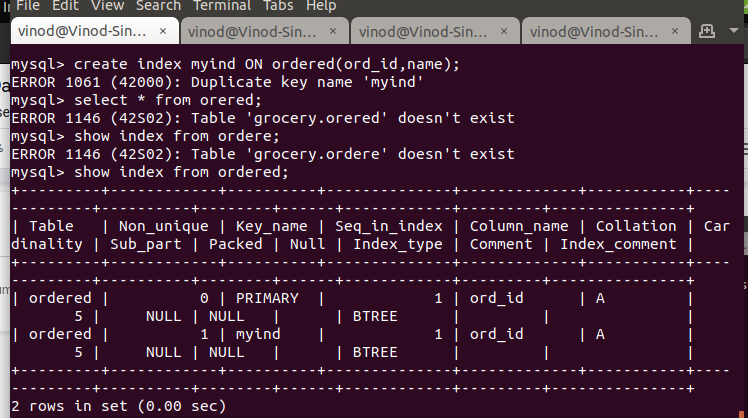 File Edit View Search Terminal Tabs Help
vinod@Vinod-Sin... × vinod@Vinod-Sin... × vinod@Vinod-Sin... × vinod@Vinod-Sin... ×
mysql> create index myind ON ordered(ord_id,name);
ERROR 1061 (42000): Duplicate key name 'myind'
mysql> select * from orered;
ERROR 1146 (42S02): Table 'grocery.orered' doesn't exist
mysql> show index from ordere;
ERROR 1146 (42S02): Table 'grocery.ordere' doesn't exist
mysql> show index from ordered;
+---------+------------+----------+--------------+-------------+-----------+----
---------+----------+--------+------+------------+---------+---------------+
| Table   | Non_unique | Key_name | Seq_in_index | Column_name | Collation | Car
dinality | Sub_part | Packed | Null | Index_type | Comment | Index_comment |
+---------+------------+----------+--------------+-------------+-----------+----
---------+----------+--------+------+------------+---------+---------------+
| ordered |          0 | PRIMARY  |            1 | ord_id      | A         |
       5 |     NULL | NULL   |      | BTREE      |         |               |
| ordered |          1 | myind    |            1 | ord_id      | A         |
       5 |     NULL | NULL   |      | BTREE      |         |               |
+---------+------------+----------+--------------+-------------+-----------+----
---------+----------+--------+------+------------+---------+---------------+
2 rows in set (0.00 sec)